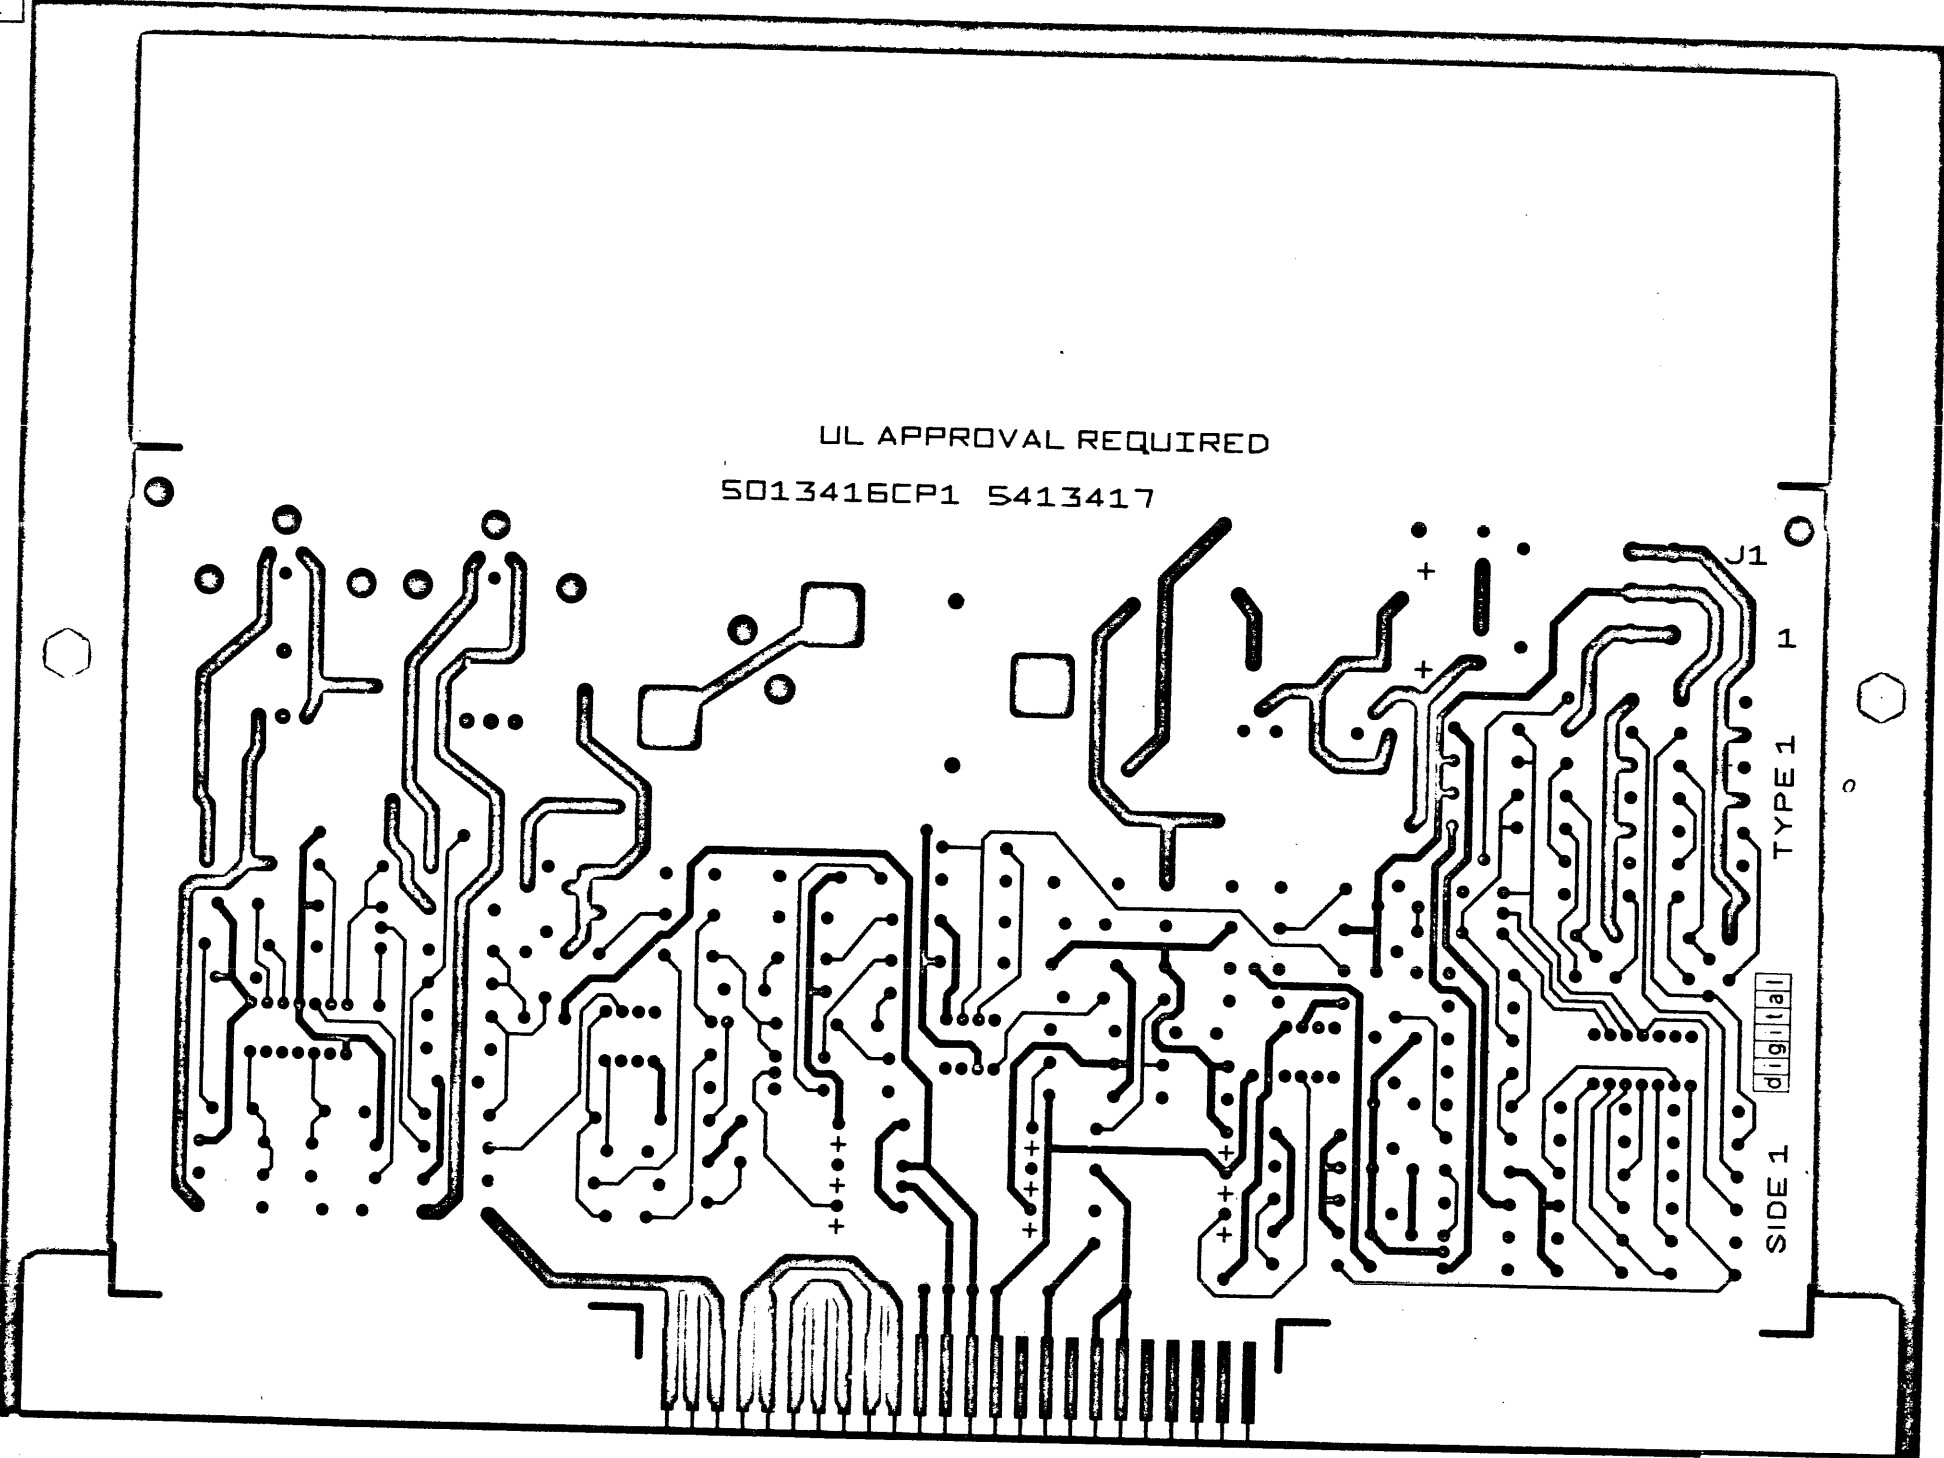 UL APPROVAL REQUIRED
5013416CP1 5413417
J1
1
TYPE 1
digital
SIDE 1